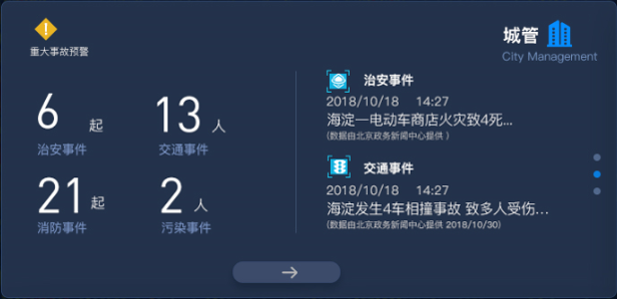 重大事故预警
城管
City Management
6 起
13 人
治安事件
交通事件
21 起
2 人
消防事件
污染事件
治安事件
2018/10/18 14:27
海淀一电动车商店火灾致4死...
(数据由北京政务新闻中心提供 )
交通事件
2018/10/18 14:27
海淀发生4车相撞事故 致多人受伤...
(数据由北京政务新闻中心提供 2018/10/30)